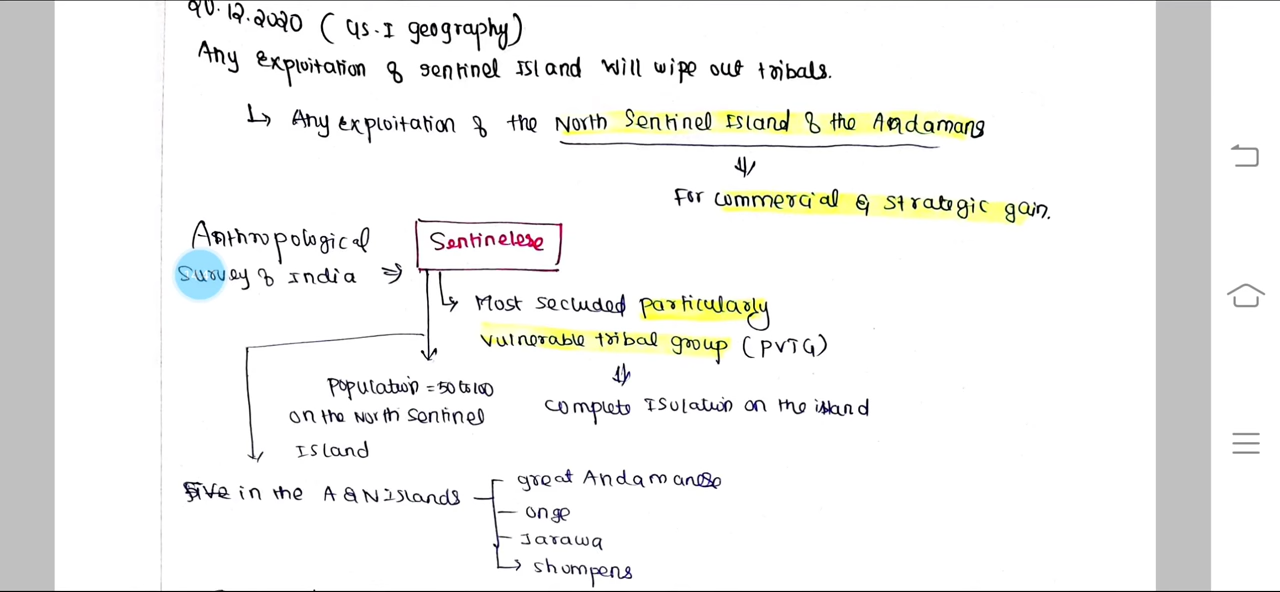 20.12.2020 (GS-I geography)
Any exploitation of sentinel Island will wipe out tribals.
↳ Any exploitation of the North Sentinel Island of the Andamans
⇓
For commercial & strategic gain.
Anthropological
Survey of India ⇒
Sentinelese
↳ Most secluded particularly
vulnerable tribal group (PVTG)
⇓
complete Isolation on the island
Population = 50 to 100
on the North Sentinel
Island
Five in the A & N Islands
great Andamanese
onge
Jarawa
shompens